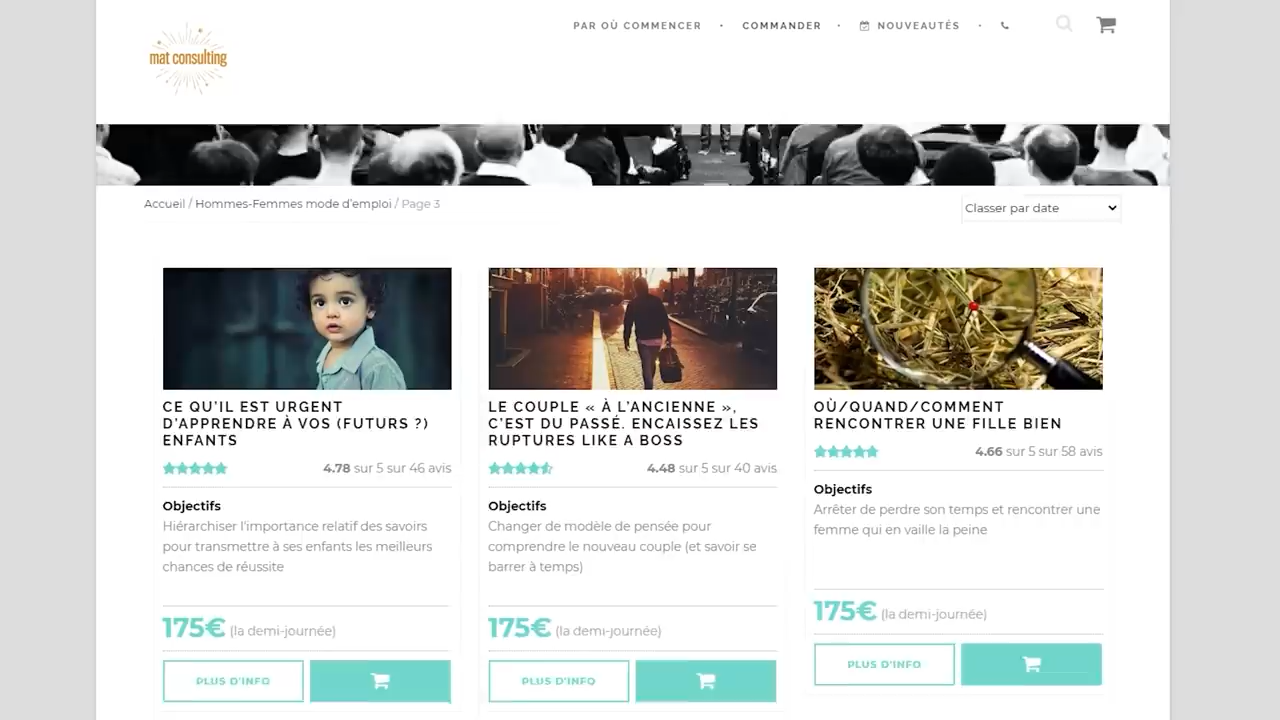 PAR OÙ COMMENCER • COMMANDER • NOUVEAUTÉS •
mat consulting
Accueil / Hommes-Femmes mode d'emploi / Page 3
Classer par date
CE QU'IL EST URGENT
D'APPRENDRE À VOS (FUTURS ?)
ENFANTS
4.78 sur 5 sur 46 avis
Objectifs
Hiérarchiser l'importance relatif des savoirs
pour transmettre à ses enfants les meilleurs
chances de réussite
175€ (la demi-journée)
PLUS D'INFO
LE COUPLE « À L'ANCIENNE »,
C'EST DU PASSÉ. ENCAISSEZ LES
RUPTURES LIKE A BOSS
4.48 sur 5 sur 40 avis
Objectifs
Changer de modèle de pensée pour
comprendre le nouveau couple (et savoir se
barrer à temps)
175€ (la demi-journée)
PLUS D'INFO
OÙ/QUAND/COMMENT
RENCONTRER UNE FILLE BIEN
4.66 sur 5 sur 58 avis
Objectifs
Arrêter de perdre son temps et rencontrer une
femme qui en vaille la peine
175€ (la demi-journée)
PLUS D'INFO